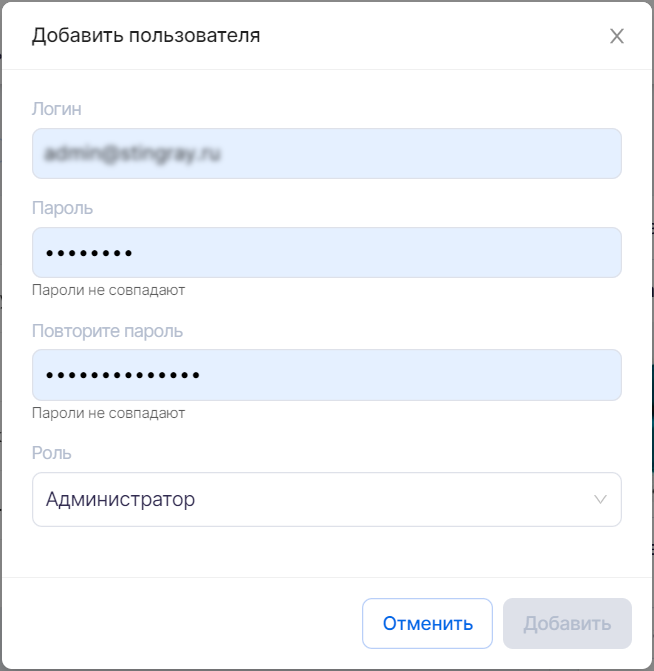 Добавить пользователя
Логин
admin@stingray.ru
Пароль
••••••••
Пароли не совпадают
Повторите пароль
••••••••••••••
Пароли не совпадают
Роль
Администратор
Отменить
Добавить